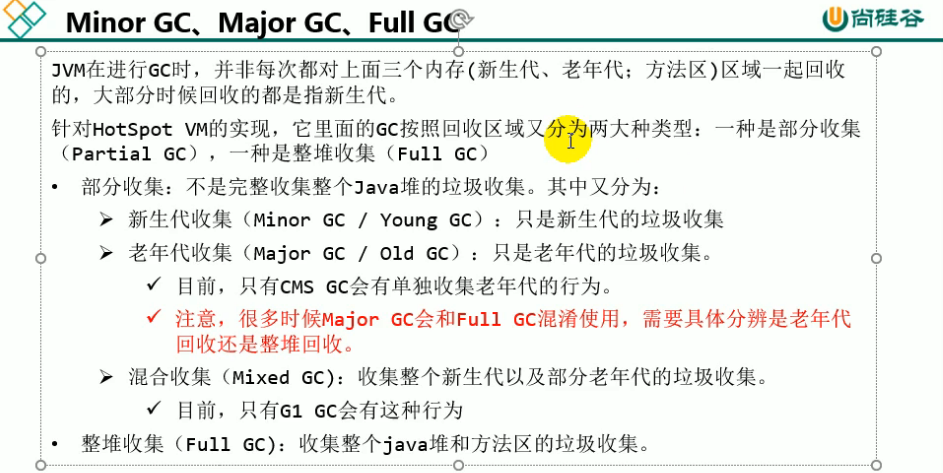 Minor GC、Major GC、Full GC
尚硅谷
JVM在进行GC时，并非每次都对上面三个内存(新生代、老年代；方法区)区域一起回收
的，大部分时候回收的都是指新生代。
针对HotSpot VM的实现，它里面的GC按照回收区域又分为两大种类型：一种是部分收集
（Partial GC），一种是整堆收集（Full GC）
• 部分收集：不是完整收集整个Java堆的垃圾收集。其中又分为：
➢ 新生代收集（Minor GC / Young GC）：只是新生代的垃圾收集
➢ 老年代收集（Major GC / Old GC）：只是老年代的垃圾收集。
✓ 目前，只有CMS GC会有单独收集老年代的行为。
✓ 注意，很多时候Major GC会和Full GC混淆使用，需要具体分辨是老年代
回收还是整堆回收。
➢ 混合收集（Mixed GC）：收集整个新生代以及部分老年代的垃圾收集。
✓ 目前，只有G1 GC会有这种行为
• 整堆收集（Full GC）：收集整个java堆和方法区的垃圾收集。